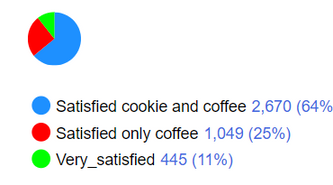 Satisfied cookie and coffee 2,670 (64%
Satisfied only coffee 1,049 (25%)
Very_satisfied 445 (11%)